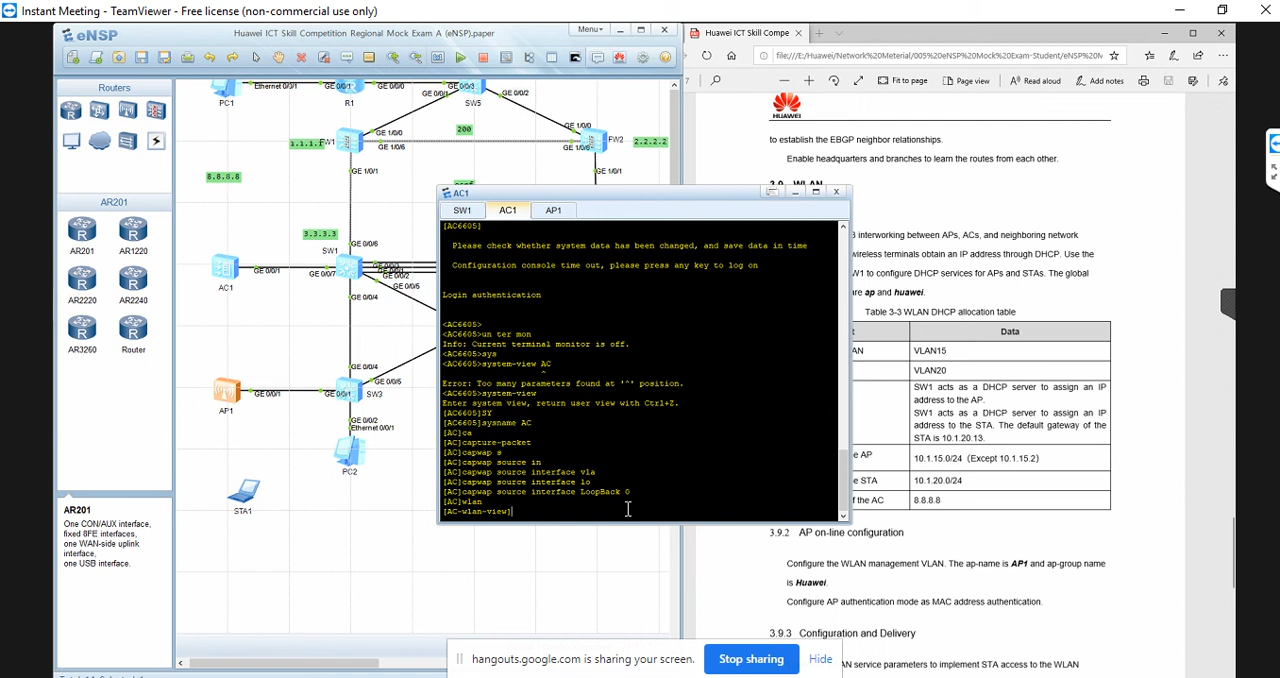 Instant Meeting - TeamViewer - Free license (non-commercial use only)
eNSP
Huawei ICT Skill Competition Regional Mock Exam A (eNSP).paper
Menu
Routers
AR201
AR201
AR1220
AR2220
AR2240
AR3260
Router
AR201
One CON/AUX interface,
fixed 8FE interfaces,
one WAN-side uplink
interface,
one USB interface.
PC1
Ethernet 0/0/1
R1
SW5
GE 0/0/3
GE 0/0/2
GE 0/0/1
GE 1/0/0
GE 1/0/0
200
1.1.1.
FW1
GE 1/0/6
GE 1/0/6
FW2
2.2.2.2
GE 1/0/1
GE 1/0/1
8.8.8.8
3.3.3.3
SW1
GE 0/0/6
AC1
GE 0/0/1
GE 0/0/7
GE 0/0/2
GE 0/0/5
GE 0/0/4
GE 0/0/4
GE 0/0/5
AP1
GE 0/0/0
GE 0/0/1
SW3
GE 0/0/2
Ethernet 0/0/1
PC2
STA1
AC1
SW1
AC1
AP1
[AC6605]
Please check whether system data has been changed, and save data in time
Configuration console time out, please press any key to log on
Login authentication
<AC6605>
<AC6605>un ter mon
Info: Current terminal monitor is off.
<AC6605>sys
<AC6605>system-view AC
^
Error: Too many parameters found at '^' position.
<AC6605>system-view
Enter system view, return user view with Ctrl+Z.
[AC6605]SY
[AC6605]sysname AC
[AC]ca
[AC]capture-packet
[AC]capwap s
[AC]capwap source in
[AC]capwap source interface vla
[AC]capwap source interface lo
[AC]capwap source interface LoopBack 0
[AC]wlan
[AC-wlan-view]
Huawei ICT Skill Compe
file:///E:/Huawei/Network%20Meterial/005%20Mock%20Exam-Student/eNSP%20M
Fit to page
Page view
Read aloud
Add notes
HUAWEI
to establish the EBGP neighbor relationships.
Enable headquarters and branches to learn the routes from each other.
interworking between APs, ACs, and neighboring network
wireless terminals obtain an IP address through DHCP. Use the
W1 to configure DHCP services for APs and STAs. The global
re ap and huawei.
Table 3-3 WLAN DHCP allocation table
Data
VLAN15
VLAN20
SW1 acts as a DHCP server to assign an IP
address to the AP.
SW1 acts as a DHCP server to assign an IP
address to the STA. The default gateway of the
STA is 10.1.20.13.
AP
10.1.15.0/24 (Except 10.1.15.2)
STA
10.1.20.0/24
of the AC
8.8.8.8
3.9.2 AP on-line configuration
Configure the WLAN management VLAN. The ap-name is AP1 and ap-group name
is Huawei.
Configure AP authentication mode as MAC address authentication.
3.9.3 Configuration and Delivery
AN service parameters to implement STA access to the WLAN
hangouts.google.com is sharing your screen.
Stop sharing
Hide